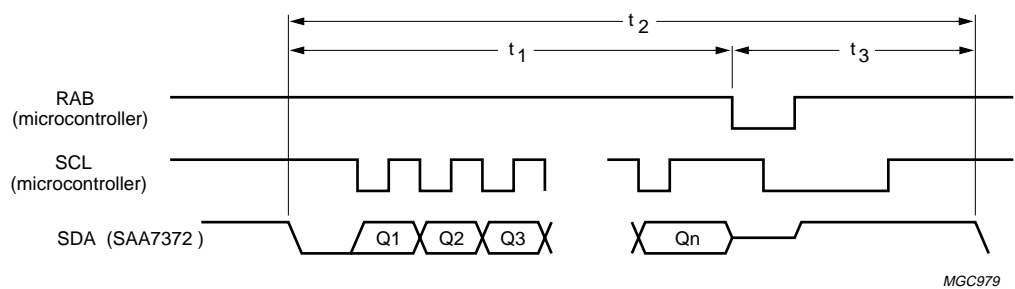 t2
t1
t3
RAB
(microcontroller)
SCL
(microcontroller)
SDA (SAA7372 )
Q1 Q2 Q3 Qn
MGC979